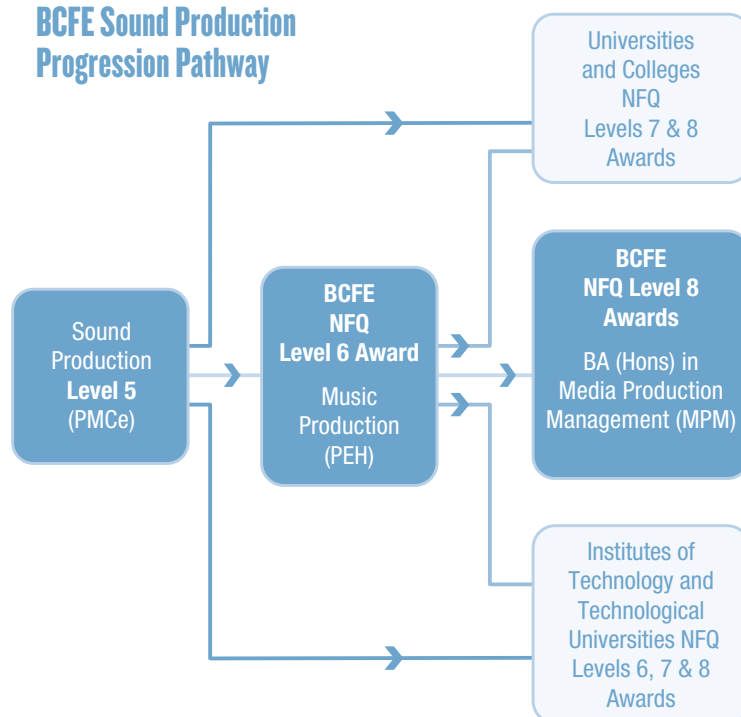 BCFE Sound Production
Progression Pathway
Universities
and Colleges
NFQ
Levels 7 & 8
Awards
Sound
Production
Level 5
(PMCe)
BCFE
NFQ
Level 6 Award
Music
Production
(PEH)
BCFE
NFQ Level 8
Awards
BA (Hons) in
Media Production
Management (MPM)
Institutes of
Technology and
Technological
Universities NFQ
Levels 6, 7 & 8
Awards